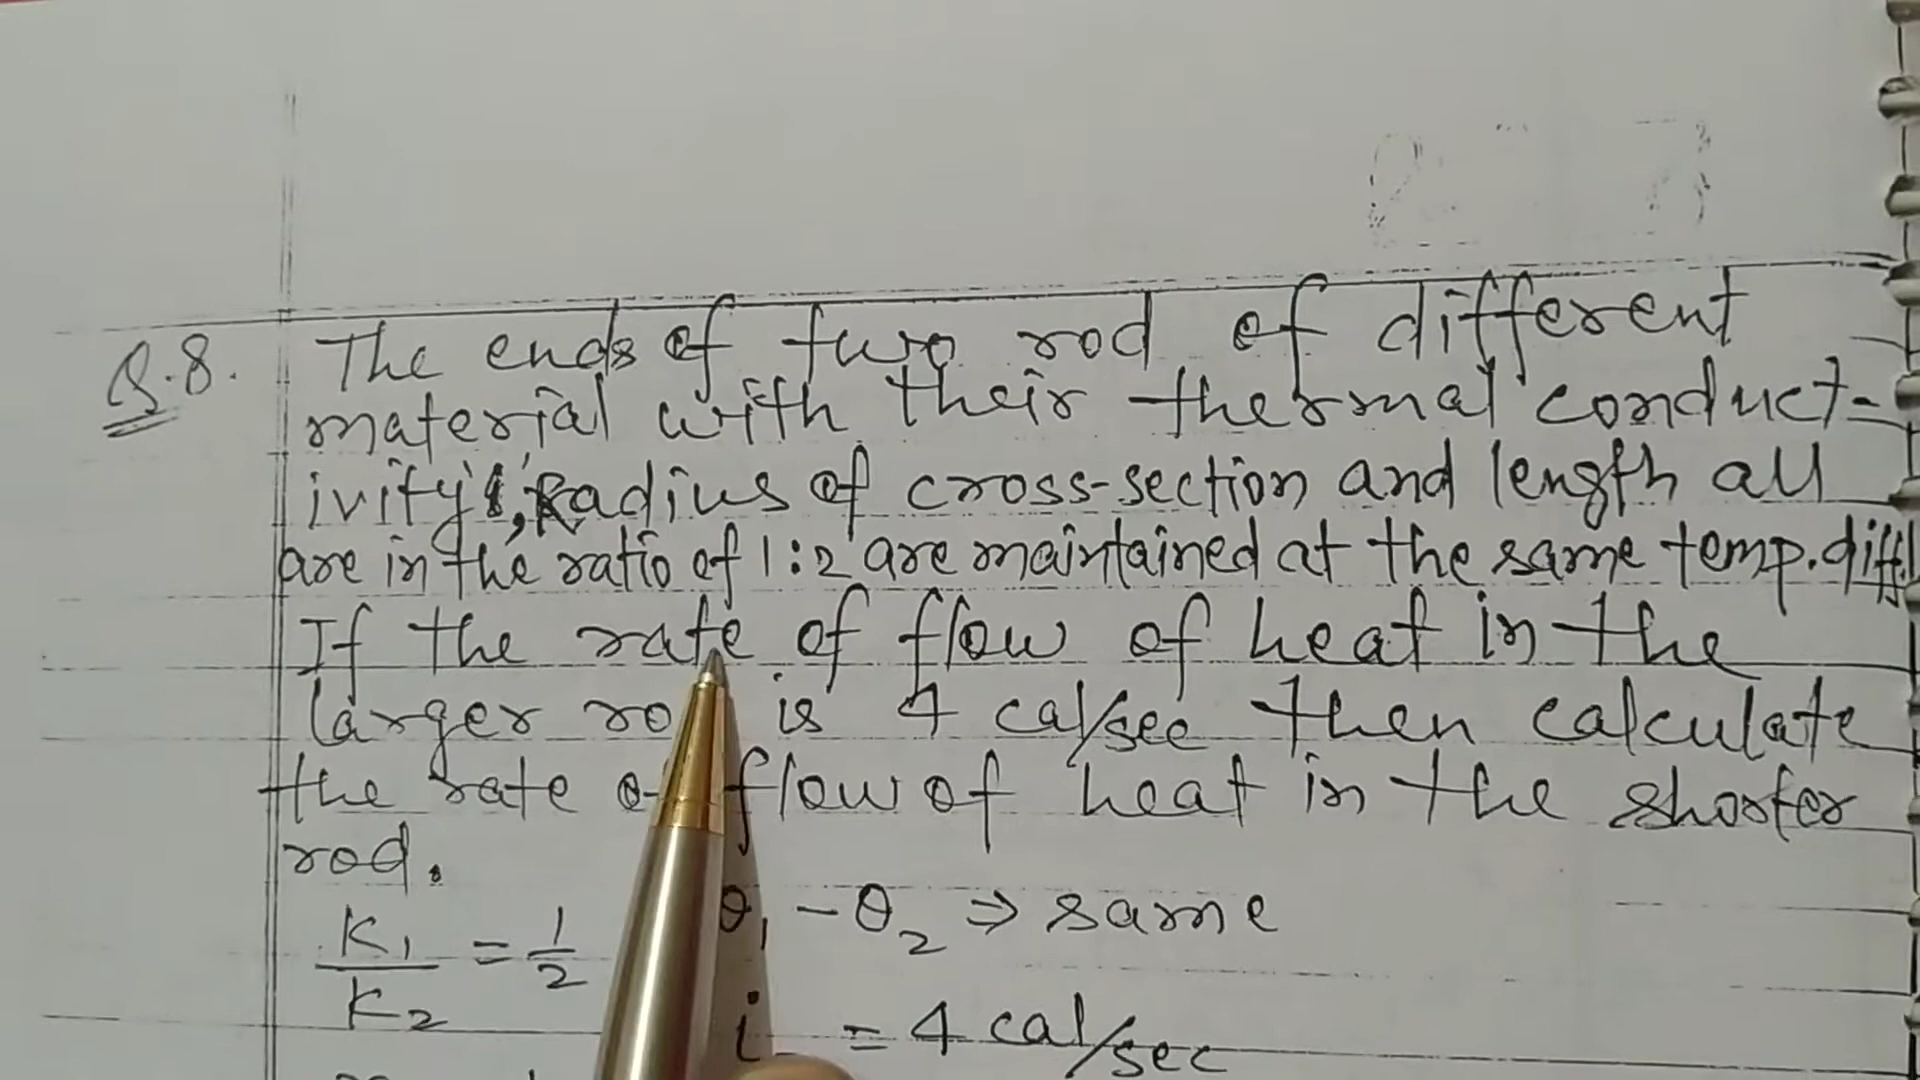 Q.8. The ends of two rod of different
material with their thermal conduct-
ivity, Radius of cross-section and length all
are in the ratio of 1:2 are maintained at the same temp. diff.
If the rate of flow of heat in the
larger is 4 cal/sec then calculate
the rate flow of heat in the shorter
rod.
K₁/K₂ = 1/2 θ₁ - θ₂ ⇒ same
i = 4 cal/sec